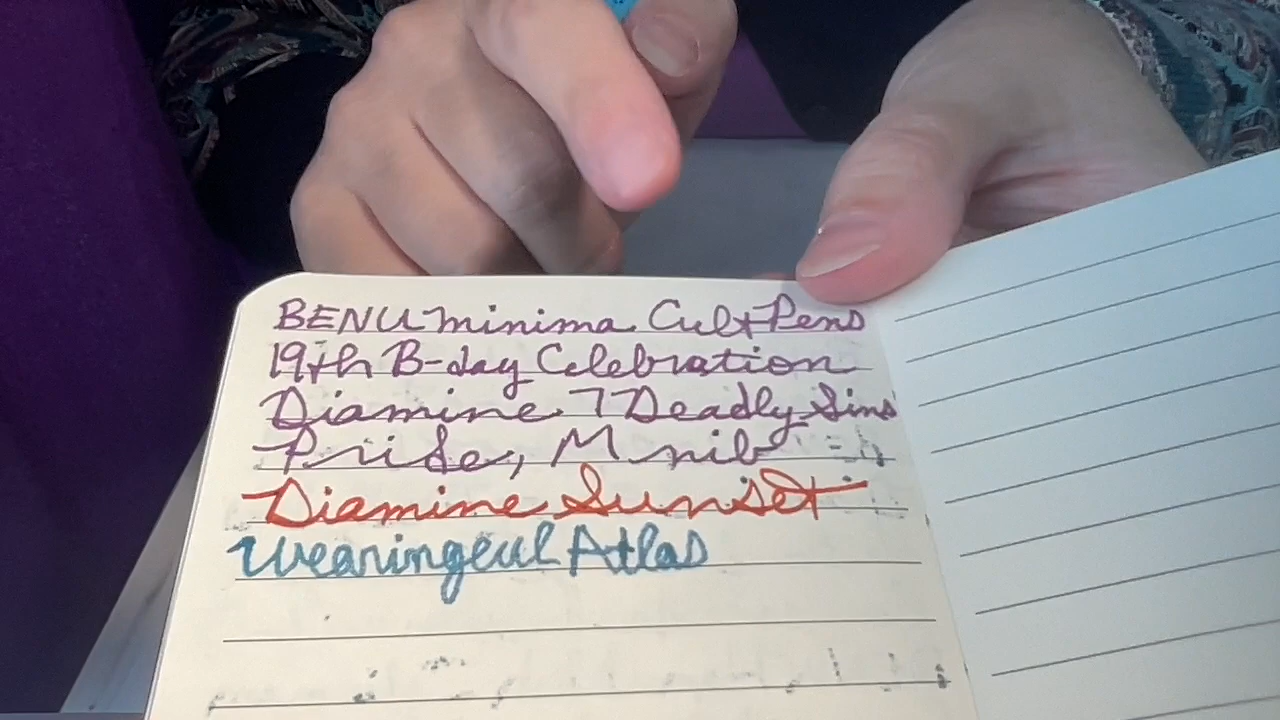 BENU minima Cult Pens
19th B-day Celebration
Diamine 7 Deadly Sins
Pride, M nib
Diamine Sunset
Wearingeul Atlas